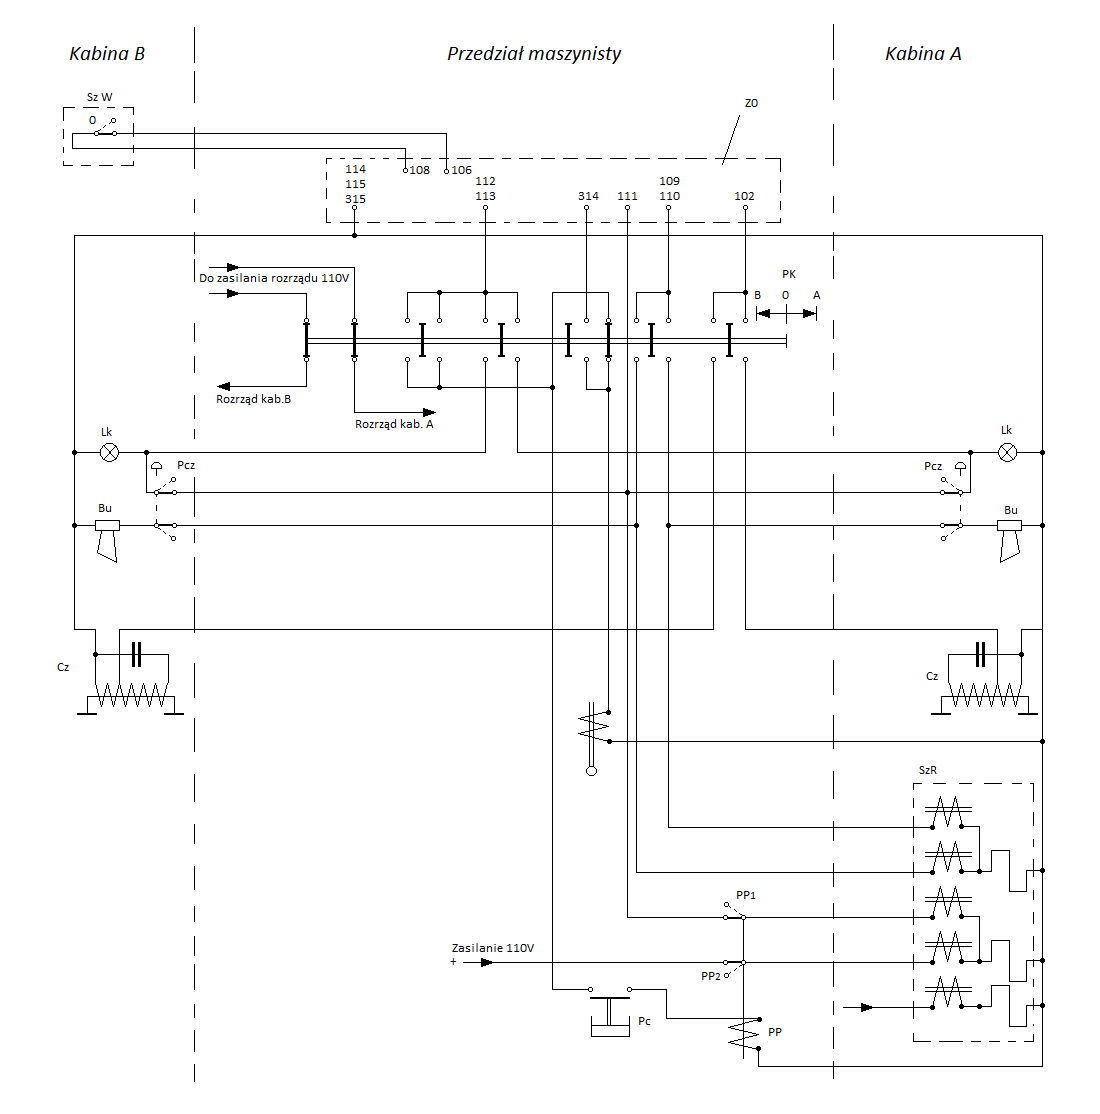 Kabina B
Przedział maszynisty
Kabina A
Sz W
0
ZO
114
115
315
108
106
112
113
314
111
109
110
102
Do zasilania rozrządu 110V
PK
B
0
A
Rozrząd kab.B
Rozrząd kab. A
Lk
Lk
Pcz
Pcz
Bu
Bu
Cz
Cz
SzR
PP1
Zasilanie 110V
+
PP2
Pc
PP